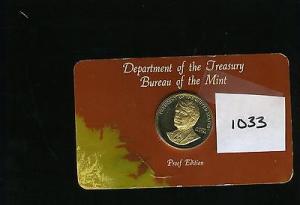 Department of the Treasury
Bureau of the Mint
1033
Proof Edition